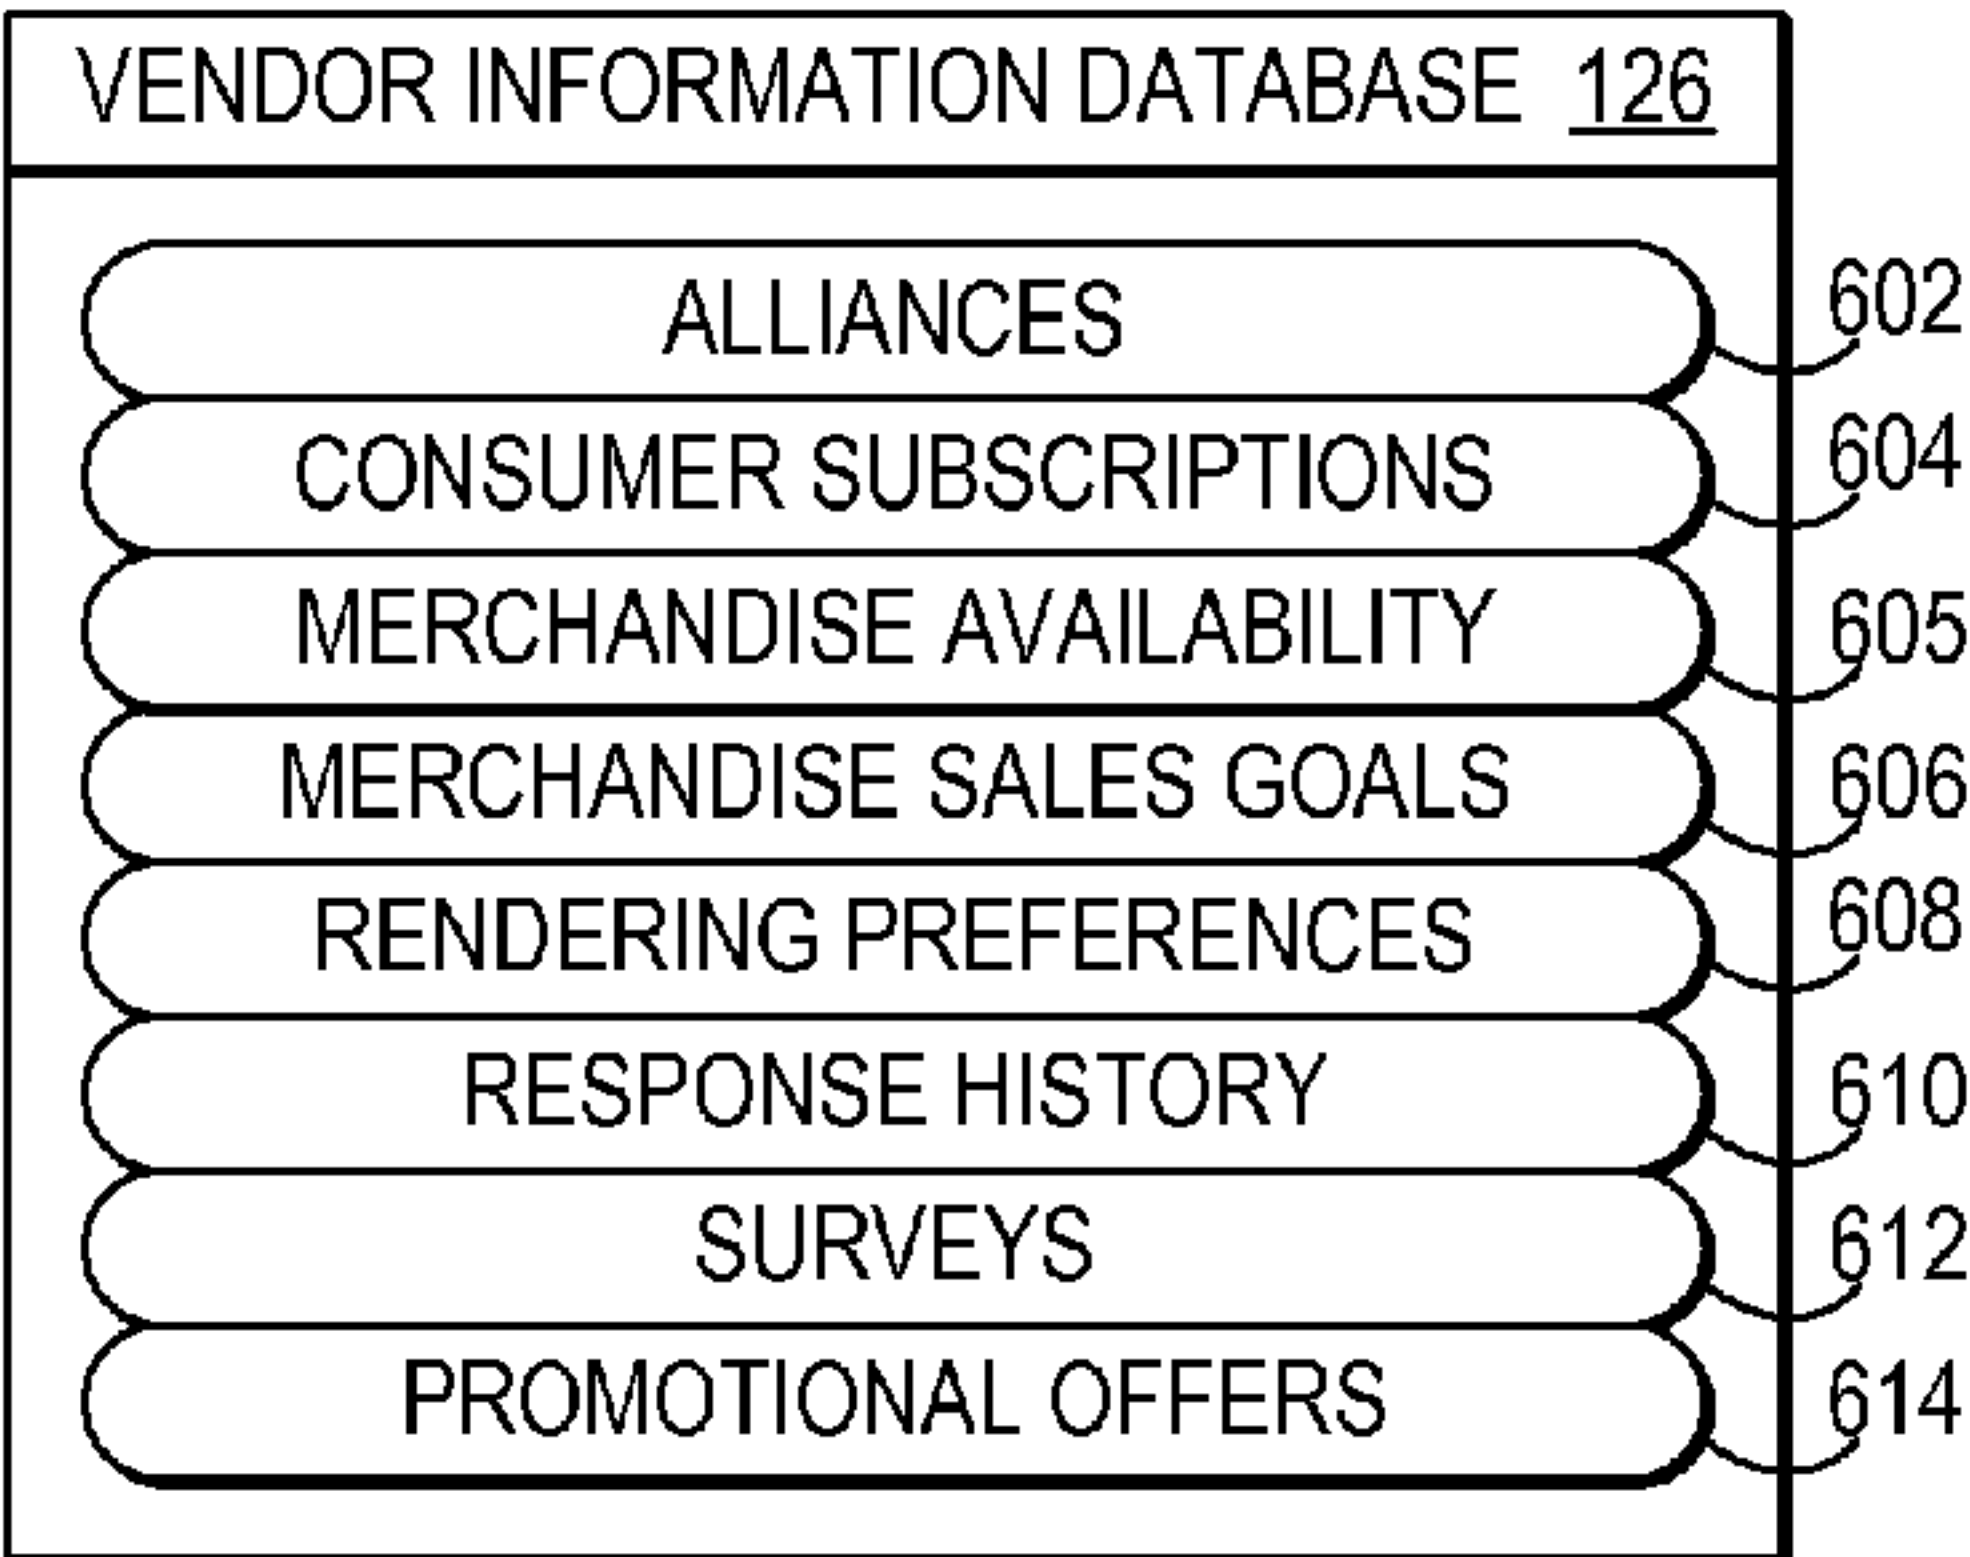 VENDOR INFORMATION DATABASE 126
ALLIANCES 602
CONSUMER SUBSCRIPTIONS 604
MERCHANDISE AVAILABILITY 605
MERCHANDISE SALES GOALS 606
RENDERING PREFERENCES 608
RESPONSE HISTORY 610
SURVEYS 612
PROMOTIONAL OFFERS 614